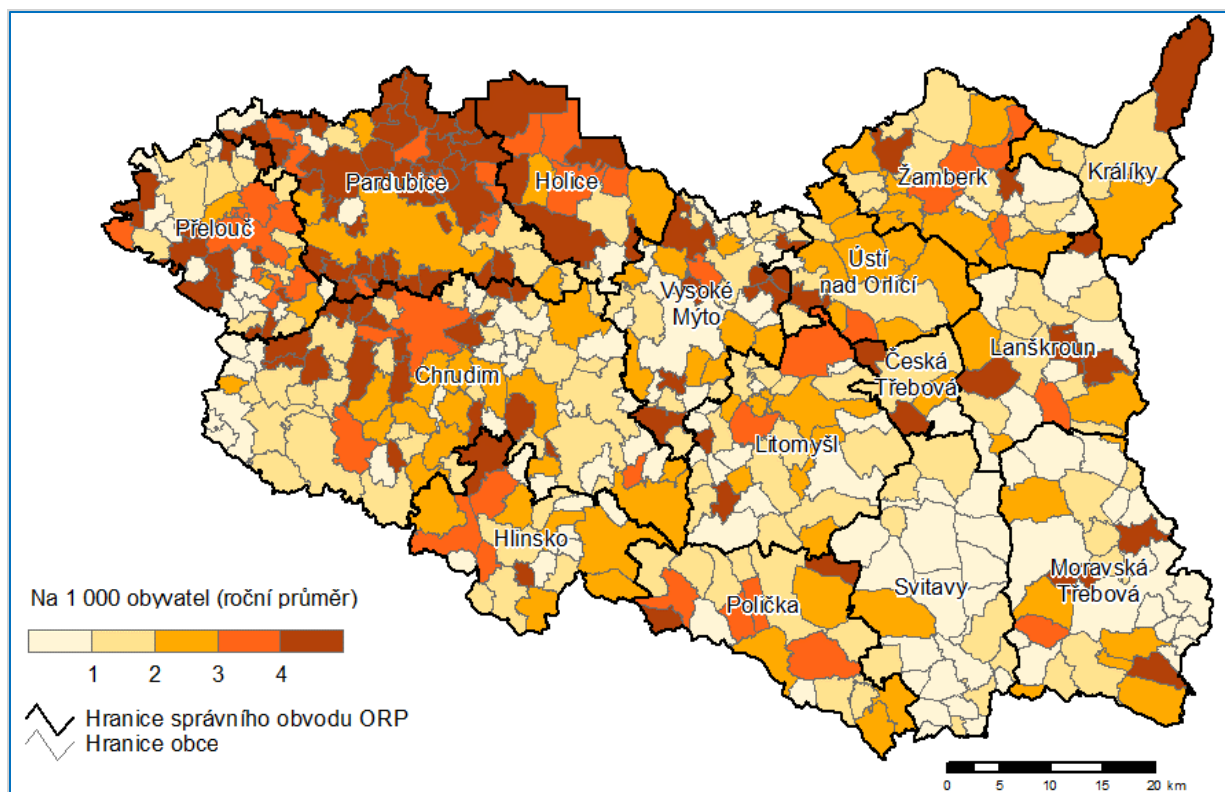 Králíky
Žamberk
Pardubice
Holice
Přelouč
Ústí
nad Orlicí
Vysoké
Mýto
Lanškroun
Česká
Třebová
Chrudim
Litomyšl
Hlinsko
Moravská
Třebová
Svitavy
Polička
Na 1 000 obyvatel (roční průměr)
1 2 3 4
Hranice správního obvodu ORP
Hranice obce
0 5 10 15 20 km